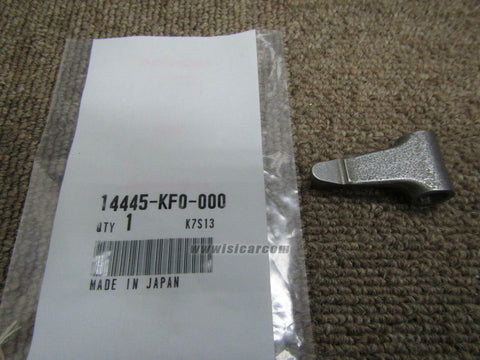 14445-KF0-000
QTY 1 K7S13
www.isicar.com
MADE IN JAPAN